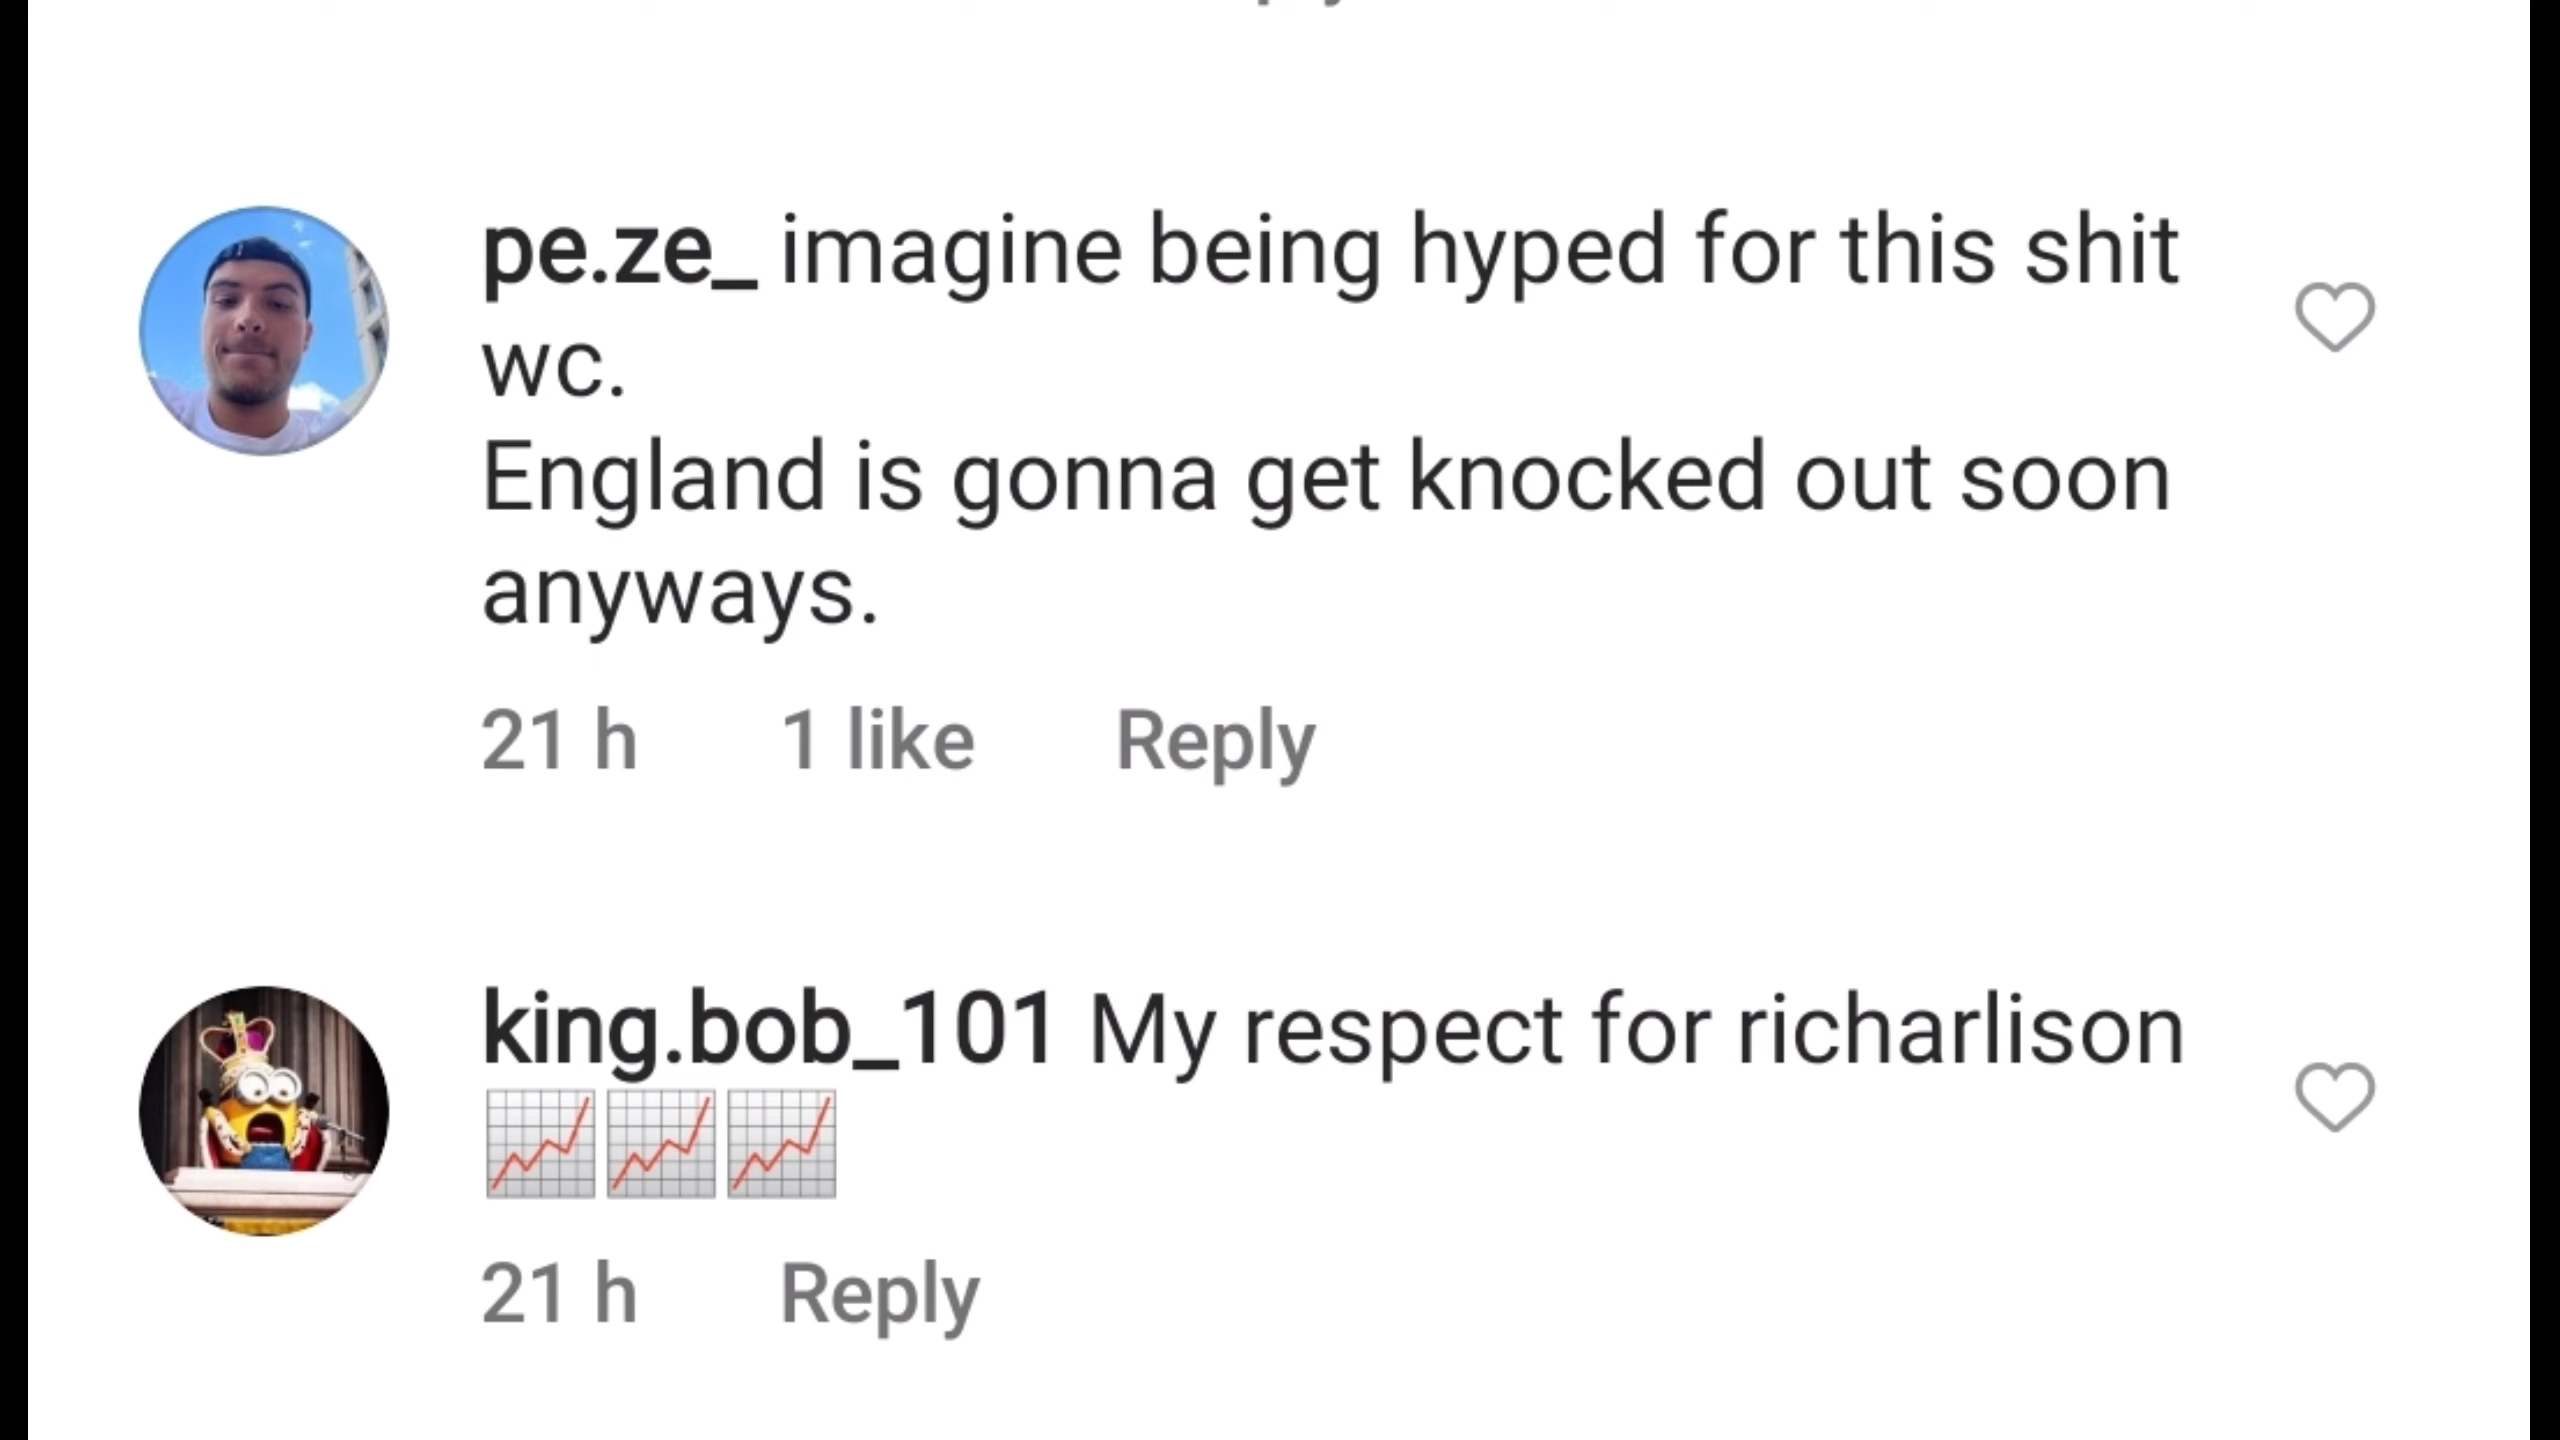 pe.ze_ imagine being hyped for this shit
wc.
England is gonna get knocked out soon
anyways.
21 h 1 like Reply
king.bob_101 My respect for richarlison
📈📈📈
21 h Reply